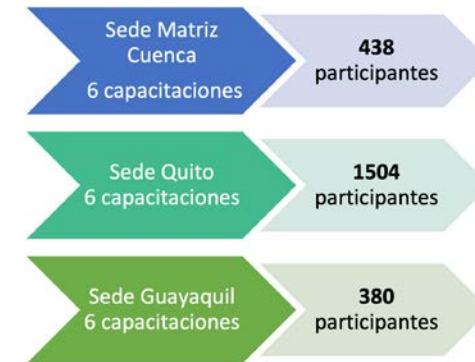 Sede Matriz
Cuenca
6 capacitaciones
438
participantes
Sede Quito
6 capacitaciones
1504
participantes
Sede Guayaquil
6 capacitaciones
380
participantes